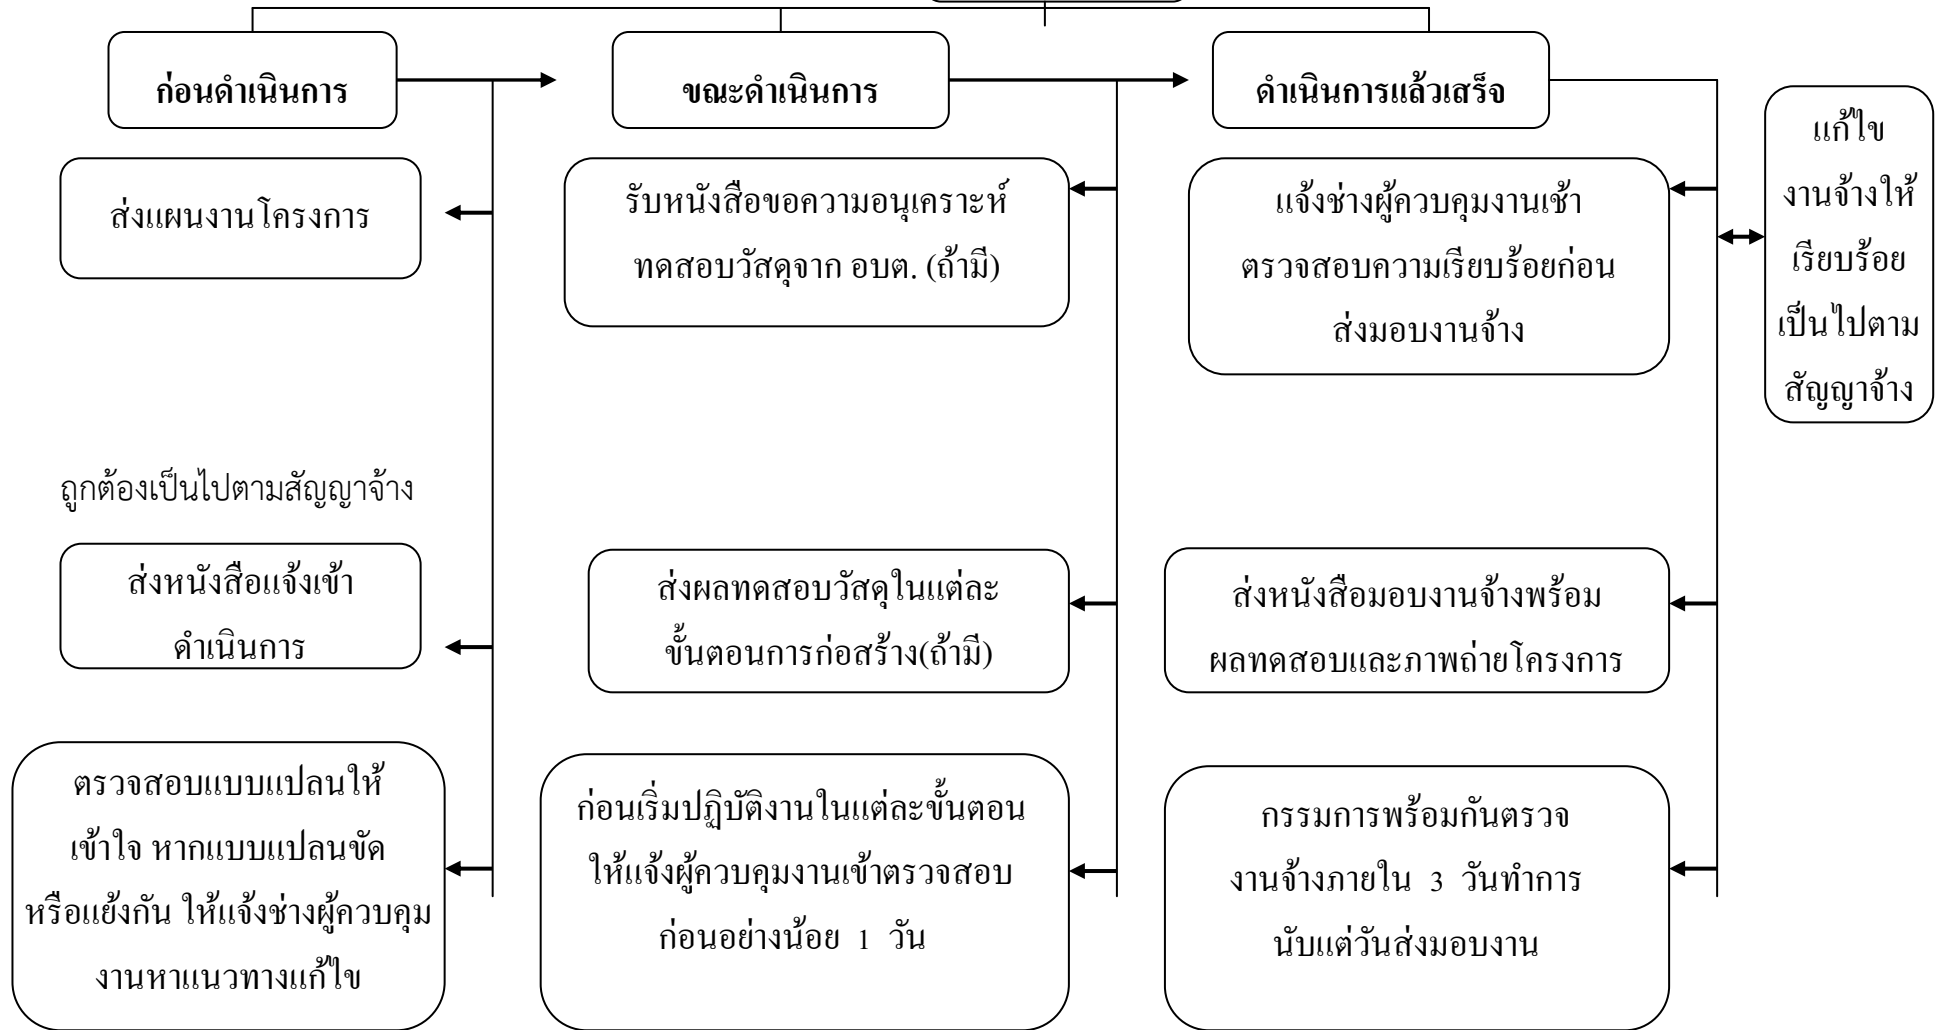 ก่อนดำเนินการ
ส่งแผนงานโครงการ
ถูกต้องเป็นไปตามสัญญาจ้าง
ส่งหนังสือแจ้งเข้า
ดำเนินการ
ตรวจสอบแบบแปลนให้
เข้าใจ หากแบบแปลนขัด
หรือแย้งกัน ให้แจ้งช่างผู้ควบคุม
งานหาแนวทางแก้ไข
ขณะดำเนินการ
รับหนังสือขอความอนุเคราะห์
ทดสอบวัสดุจาก อบต. (ถ้ามี)
ส่งผลทดสอบวัสดุในแต่ละ
ขั้นตอนการก่อสร้าง(ถ้ามี)
ก่อนเริ่มปฏิบัติงานในแต่ละขั้นตอน
ให้แจ้งผู้ควบคุมงานเข้าตรวจสอบ
ก่อนอย่างน้อย 1 วัน
ดำเนินการแล้วเสร็จ
แจ้งช่างผู้ควบคุมงานเช้า
ตรวจสอบความเรียบร้อยก่อน
ส่งมอบงานจ้าง
ส่งหนังสือมอบงานจ้างพร้อม
ผลทดสอบและภาพถ่ายโครงการ
กรรมการพร้อมกันตรวจ
งานจ้างภายใน 3 วันทำการ
นับแต่วันส่งมอบงาน
แก้ไข
งานจ้างให้
เรียบร้อย
เป็นไปตาม
สัญญาจ้าง